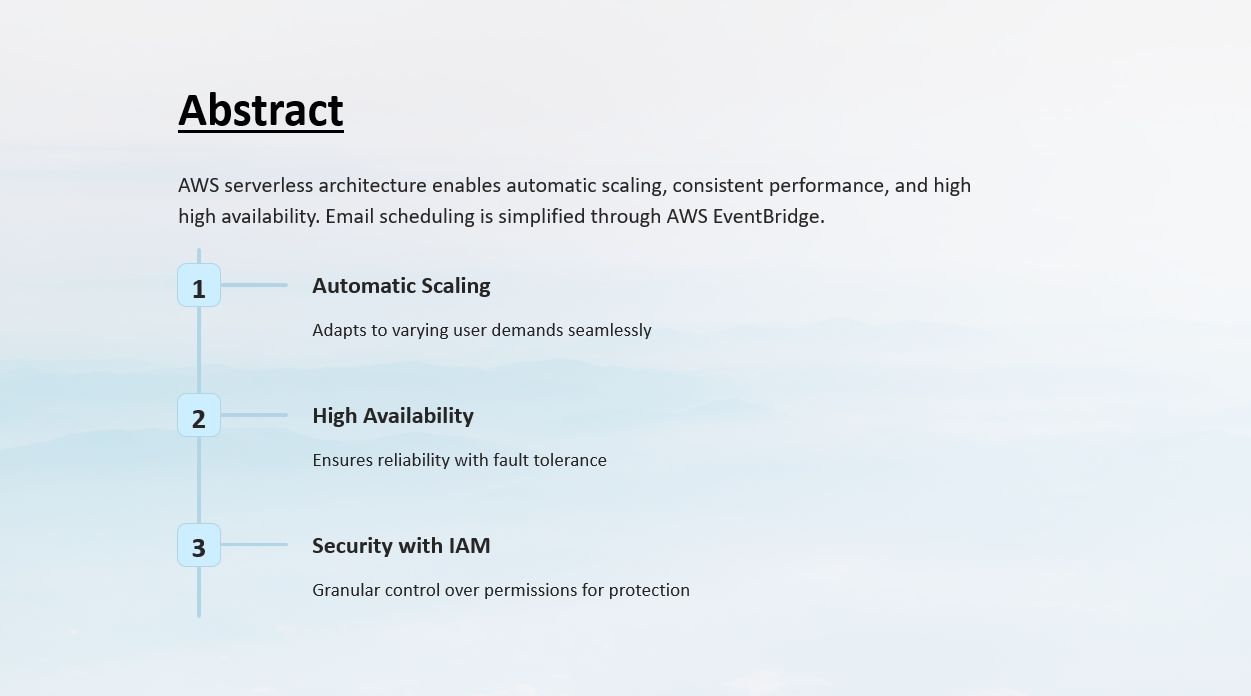 Abstract
AWS serverless architecture enables automatic scaling, consistent performance, and high
high availability. Email scheduling is simplified through AWS EventBridge.
1
Automatic Scaling
Adapts to varying user demands seamlessly
2
High Availability
Ensures reliability with fault tolerance
3
Security with IAM
Granular control over permissions for protection